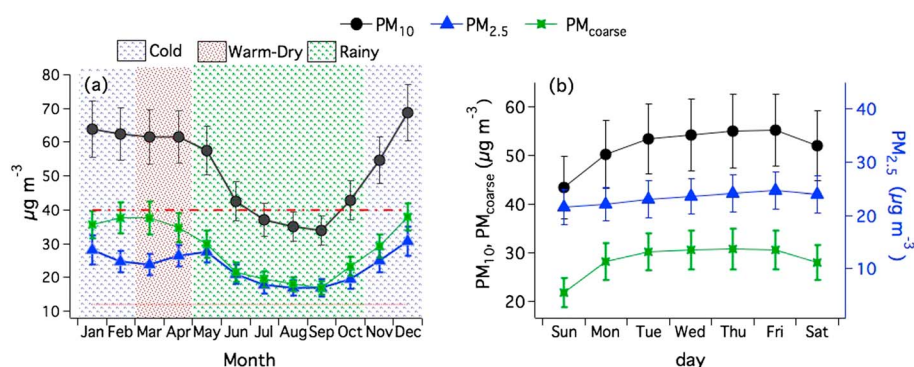 PM10 PM2.5 PMcoarse
Cold Warm-Dry Rainy
(a)
80
70
60
50
40
30
20
10
µg m-3
Jan Feb Mar Apr May Jun Jul Aug Sep Oct Nov Dec
Month
(b)
60
50
40
30
20
PM10, PMcoarse (µg m-3)
40
30
20
10
PM2.5 (µg m-3)
Sun Mon Tue Wed Thu Fri Sat
day